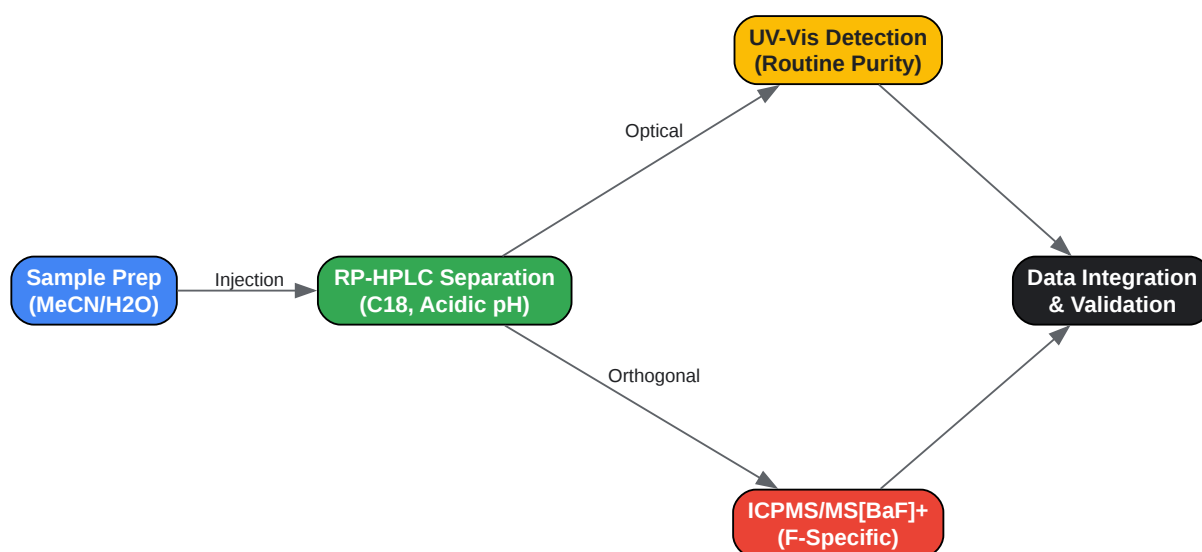 UV-Vis Detection
(Routine Purity)
Optical
Sample Prep
(MeCN/H2O)
Injection
RP-HPLC Separation
(C18, Acidic pH)
Data Integration
& Validation
Orthogonal
ICPMS/MS[BaF]+
(F-Specific)